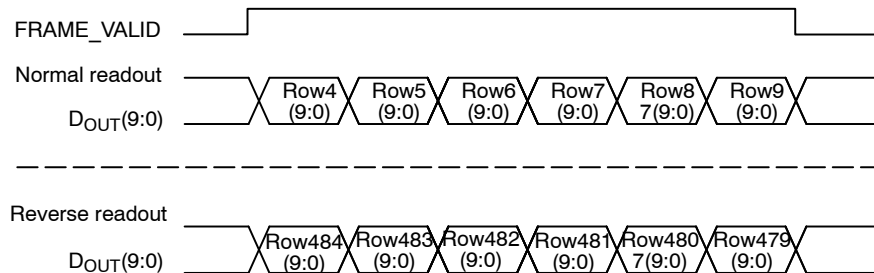 FRAME_VALID
Normal readout
Row4 Row5 Row6 Row7 Row8 Row9
DOUT(9:0) (9:0) (9:0) (9:0) (9:0) 7(9:0) (9:0)
Reverse readout
Row484 Row483 Row482 Row481 Row480 Row479
DOUT(9:0) (9:0) (9:0) (9:0) (9:0) 7(9:0) (9:0)